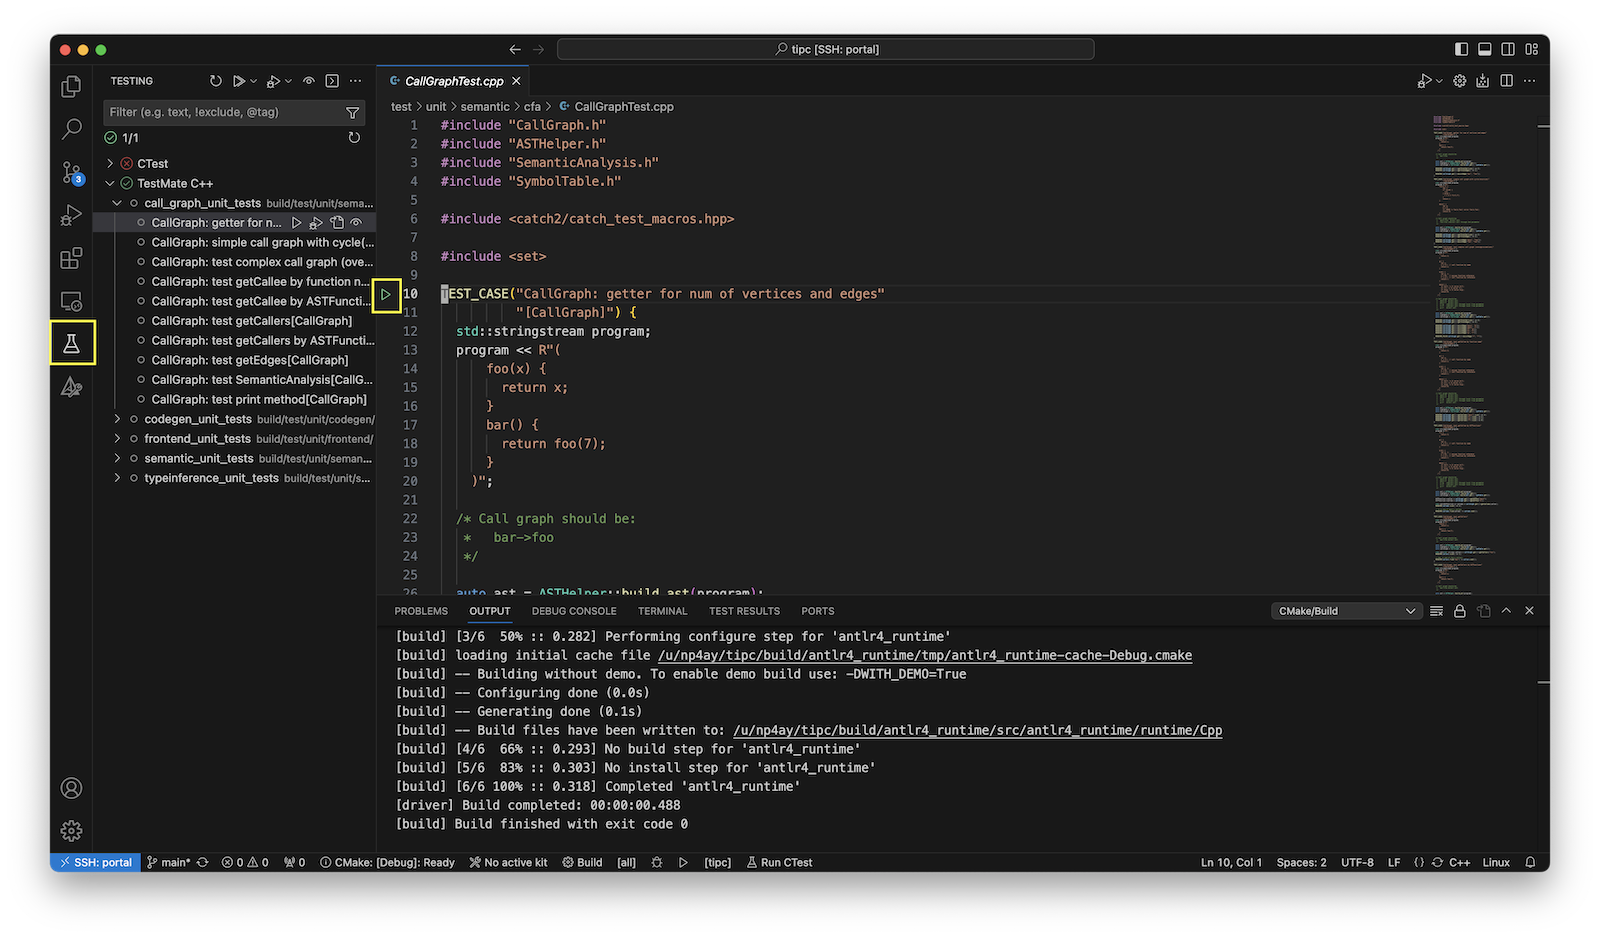 tipc [SSH: portal]
TESTING
Filter (e.g. text, !exclude, @tag)
1/1
CTest
TestMate C++
call_graph_unit_tests build/test/unit/sema...
CallGraph: getter for n...
CallGraph: simple call graph with cycle(...
CallGraph: test complex call graph (ove...
CallGraph: test getCallee by function n...
CallGraph: test getCallee by ASTFuncti...
CallGraph: test getCallers[CallGraph]
CallGraph: test getCallers by ASTFuncti...
CallGraph: test getEdges[CallGraph]
CallGraph: test SemanticAnalysis[CallG...
CallGraph: test print method[CallGraph]
codegen_unit_tests build/test/unit/codegen/
frontend_unit_tests build/test/unit/frontend/
semantic_unit_tests build/test/unit/seman...
typeinference_unit_tests build/test/unit/s...
3
CallGraphTest.cpp
test > unit > semantic > cfa > CallGraphTest.cpp
1 #include "CallGraph.h"
2 #include "ASTHelper.h"
3 #include "SemanticAnalysis.h"
4 #include "SymbolTable.h"
5
6 #include <catch2/catch_test_macros.hpp>
7
8 #include <set>
9
10 TEST_CASE("CallGraph: getter for num of vertices and edges"
11 "[CallGraph]") {
12 std::stringstream program;
13 program << R"(
14 foo(x) {
15 return x;
16 }
17 bar() {
18 return foo(7);
19 }
20 )";
21
22 /* Call graph should be:
23 * bar->foo
24 */
25
26 auto ast = ASTHelper::build_ast(program);
PROBLEMS OUTPUT DEBUG CONSOLE TERMINAL TEST RESULTS PORTS
CMake/Build
[build] [3/6 50% :: 0.282] Performing configure step for 'antlr4_runtime'
[build] loading initial cache file /u/np4ay/tipc/build/antlr4_runtime/tmp/antlr4_runtime-cache-Debug.cmake
[build] -- Building without demo. To enable demo build use: -DWITH_DEMO=True
[build] -- Configuring done (0.0s)
[build] -- Generating done (0.1s)
[build] -- Build files have been written to: /u/np4ay/tipc/build/antlr4_runtime/src/antlr4_runtime/runtime/Cpp
[build] [4/6 66% :: 0.293] No build step for 'antlr4_runtime'
[build] [5/6 83% :: 0.303] No install step for 'antlr4_runtime'
[build] [6/6 100% :: 0.318] Completed 'antlr4_runtime'
[driver] Build completed: 00:00:00.488
[build] Build finished with exit code 0
SSH: portal main* 0 0 0 CMake: [Debug]: Ready No active kit Build [all] [tipc] Run CTest Ln 10, Col 1 Spaces: 2 UTF-8 LF {} C++ Linux